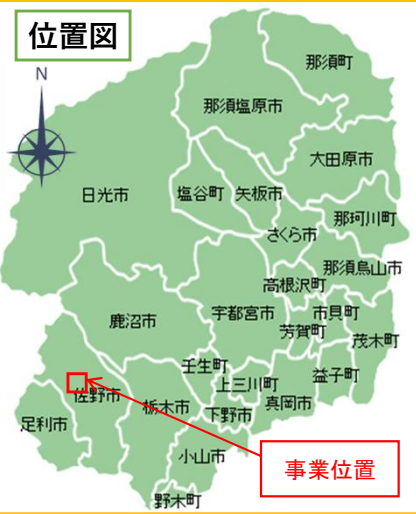 位置図
N
那須町
那須塩原市
大田原市
日光市
塩谷町
矢板市
那珂川町
さくら市
那須烏山市
高根沢町
鹿沼市
宇都宮市
市貝町
芳賀町
茂木町
壬生町
上三川町
益子町
佐野市
栃木市
下野市
真岡市
足利市
小山市
事業位置
野木町